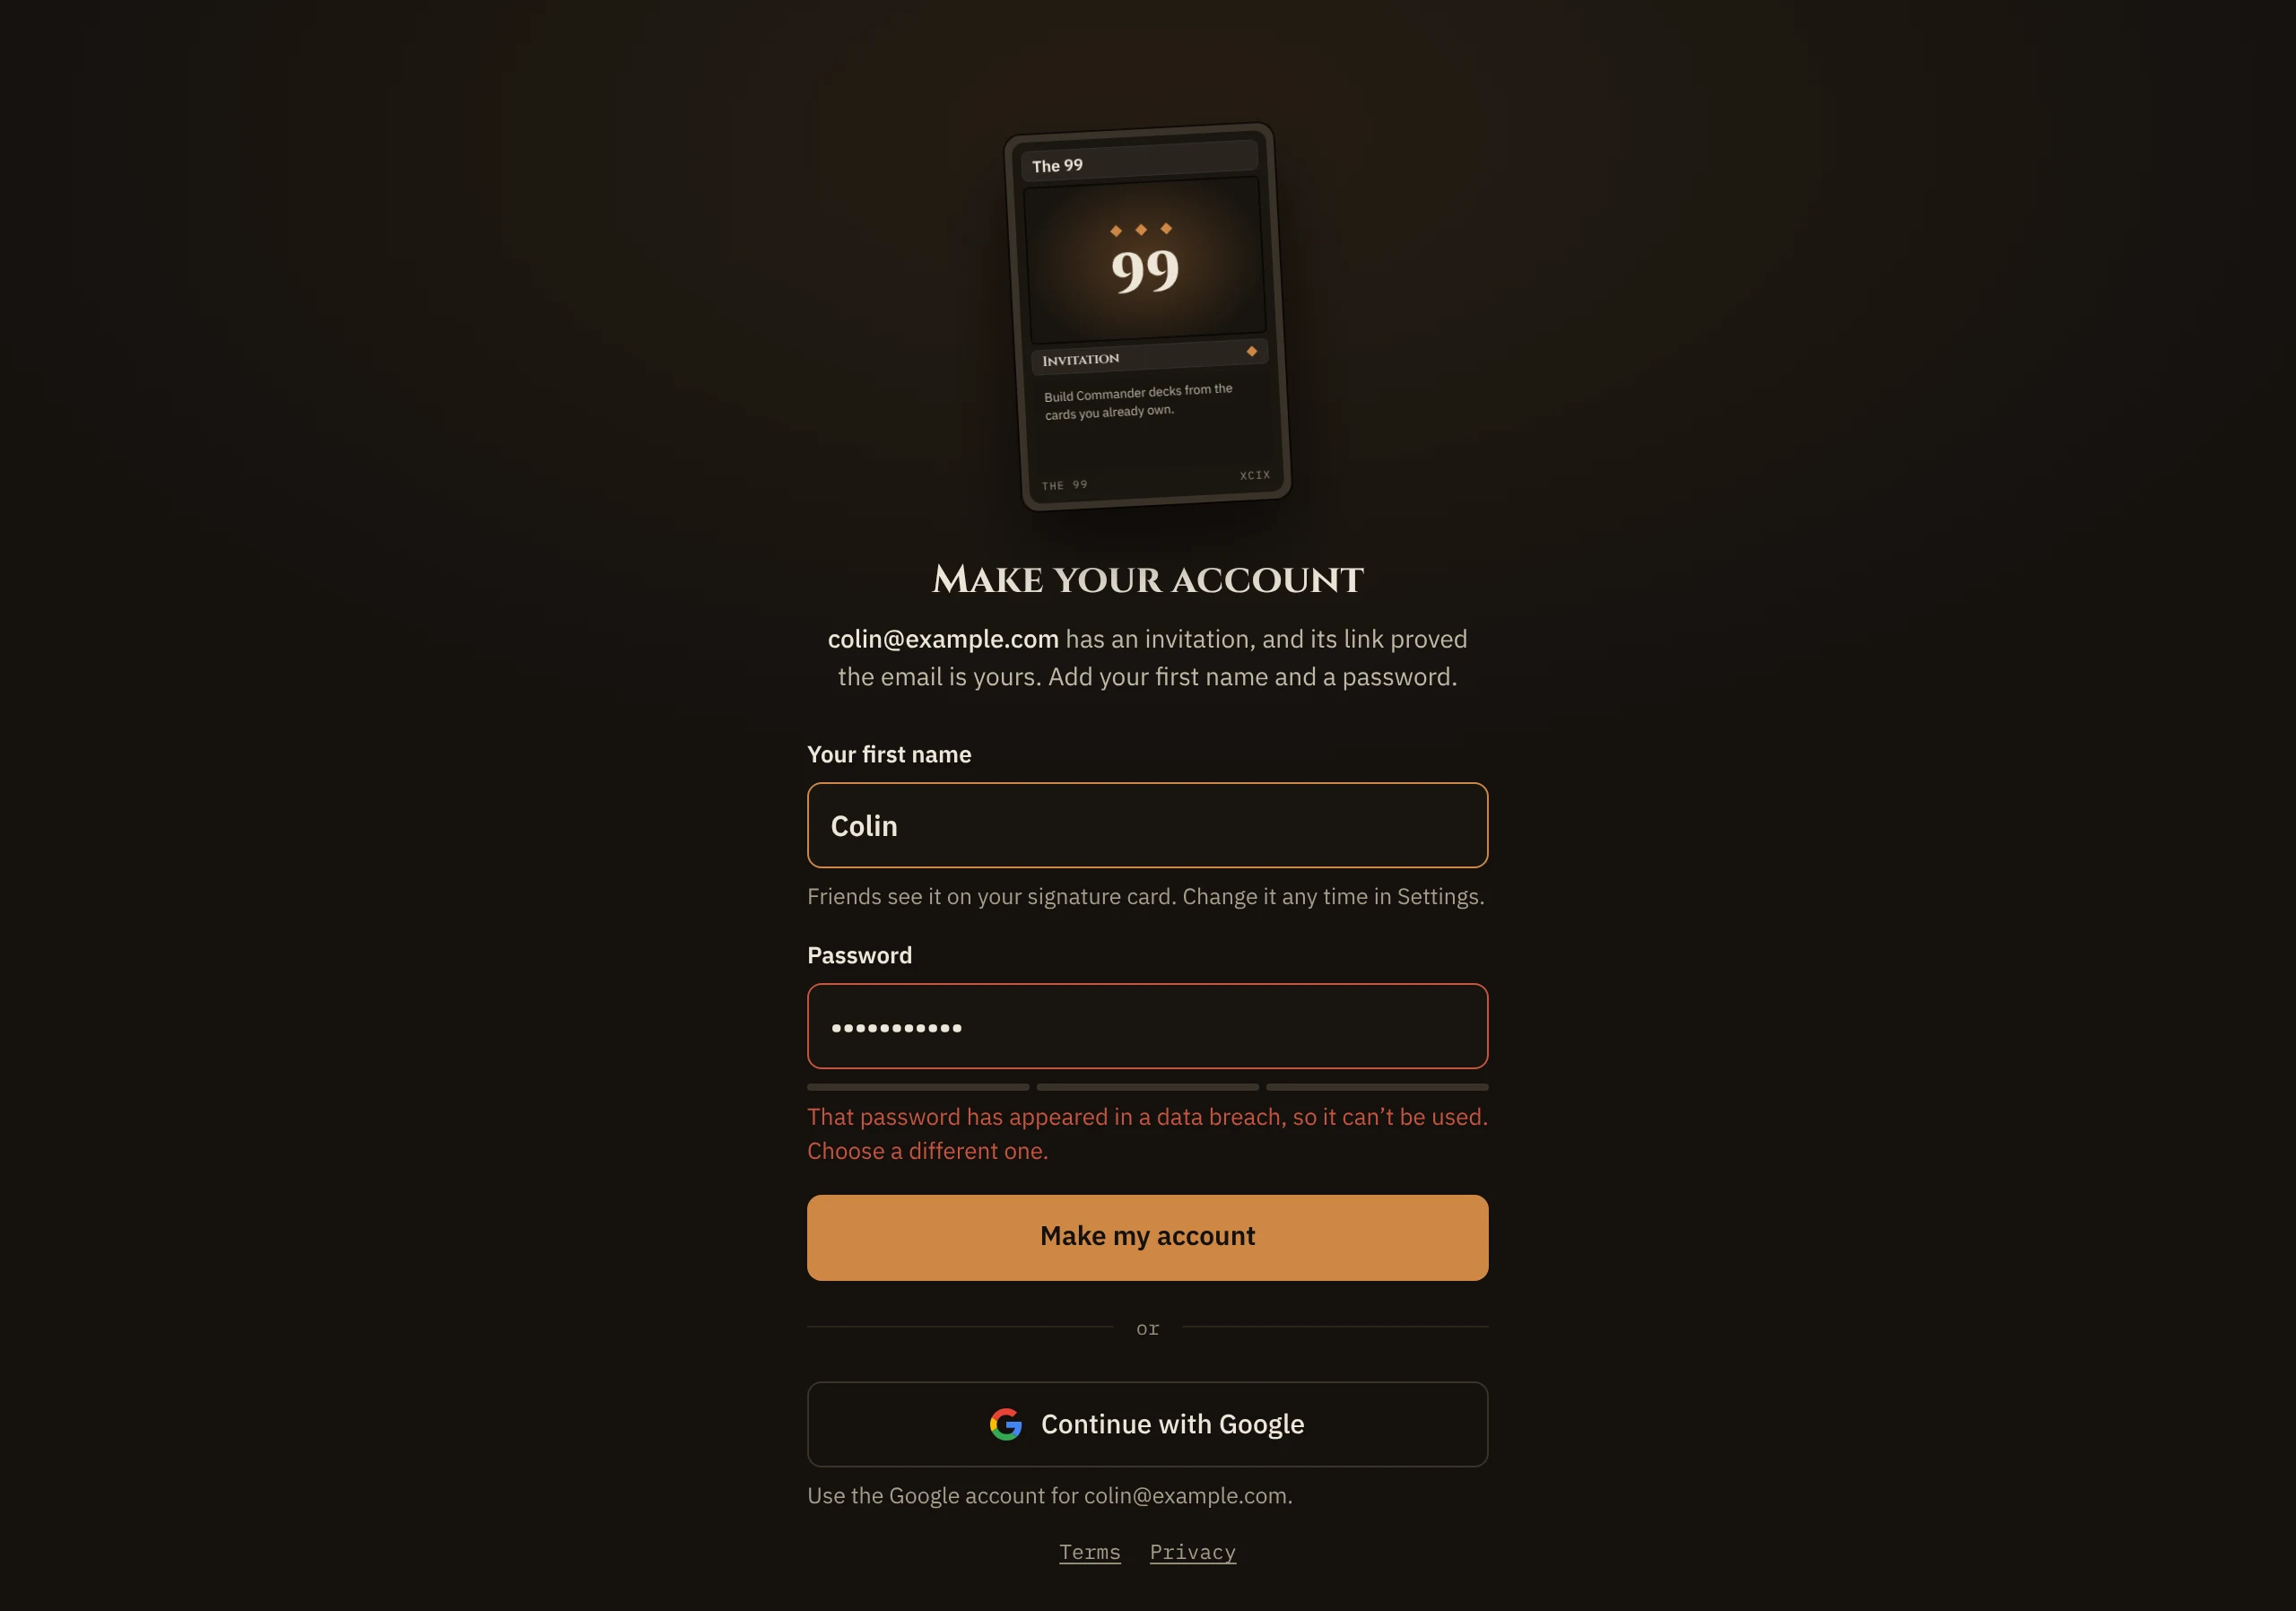 The 99
99
Invitation
Build Commander decks from the
cards you already own.
THE 99
XCIX
Make your account
colin@example.com has an invitation, and its link proved
the email is yours. Add your first name and a password.
Your first name
Colin
Friends see it on your signature card. Change it any time in Settings.
Password
•••••••••••
That password has appeared in a data breach, so it can’t be used.
Choose a different one.
Make my account
or
Continue with Google
Use the Google account for colin@example.com.
Terms Privacy